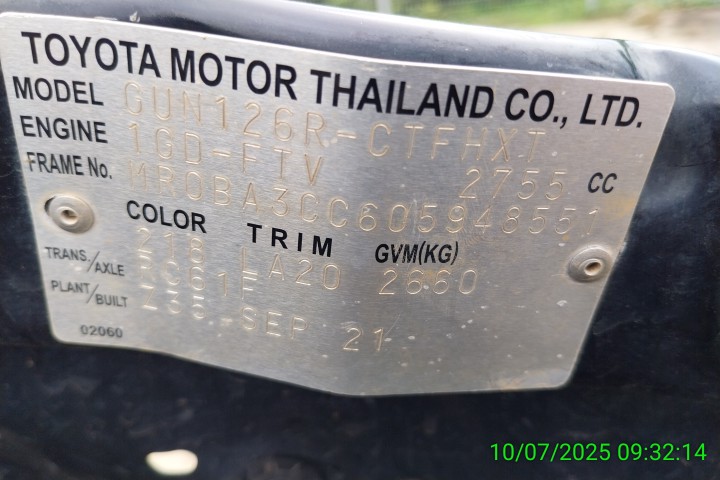 TOYOTA MOTOR THAILAND CO., LTD.
MODEL GUN126R-CTFHXT
ENGINE 1GD-FTV 2755 CC
FRAME No. MR0BA3CC605948551
COLOR TRIM GVM(KG)
218 LA20 2660
TRANS./AXLE
PLANT/BUILT SEP 21
02060
10/07/2025 09:32:14